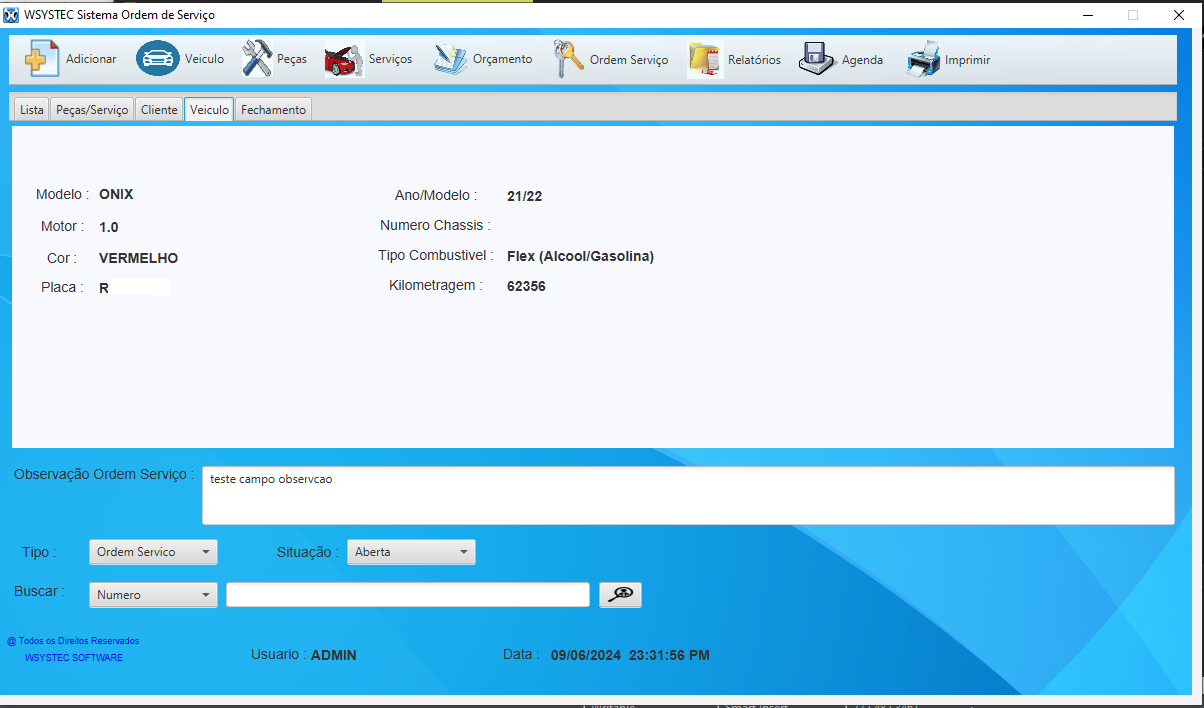 WSYSTEC Sistema Ordem de Serviço
Adicionar Veiculo Peças Serviços Orçamento Ordem Serviço Relatórios Agenda Imprimir
Lista Peças/Serviço Cliente Veiculo Fechamento
Modelo : ONIX Ano/Modelo : 21/22
Motor : 1.0 Numero Chassis :
Cor : VERMELHO Tipo Combustivel : Flex (Alcool/Gasolina)
Placa : R Kilometragem : 62356
Observação Ordem Serviço : teste campo observcao
Tipo : Ordem Servico Situação : Aberta
Buscar : Numero
@ Todos os Direitos Reservados
WSYSTEC SOFTWARE
Usuario : ADMIN Data : 09/06/2024 23:31:56 PM